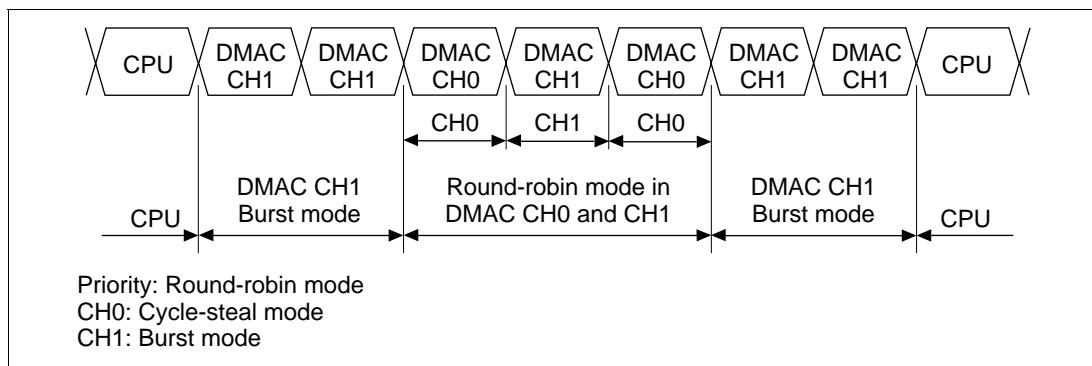 CPU DMAC CH1 DMAC CH1 DMAC CH0 DMAC CH1 DMAC CH0 DMAC CH1 DMAC CH1 CPU
CH0 CH1 CH0
CPU
DMAC CH1
Burst mode
Round-robin mode in
DMAC CH0 and CH1
DMAC CH1
Burst mode
CPU
Priority: Round-robin mode
CH0: Cycle-steal mode
CH1: Burst mode